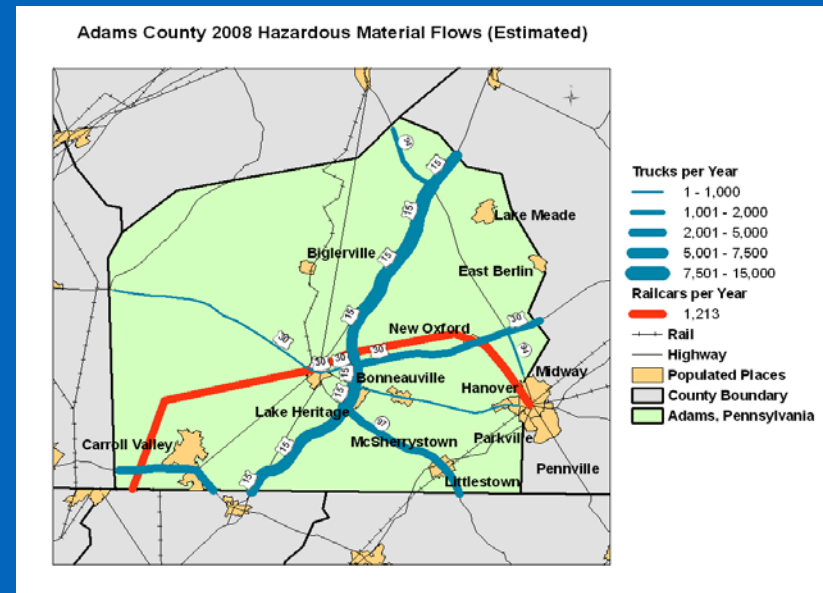 Adams County 2008 Hazardous Material Flows (Estimated)
94
15
15
Lake Meade
Biglerville
15
East Berlin
15
30
New Oxford
30
30
30
30
94
15
Bonneauville
Midway
Hanover
15
Lake Heritage
97
McSherrystown
Parkville
Carroll Valley
15
Pennville
15
Littlestown
Trucks per Year
1 - 1,000
1,001 - 2,000
2,001 - 5,000
5,001 - 7,500
7,501 - 15,000
Railcars per Year
1,213
Rail
Highway
Populated Places
County Boundary
Adams, Pennsylvania